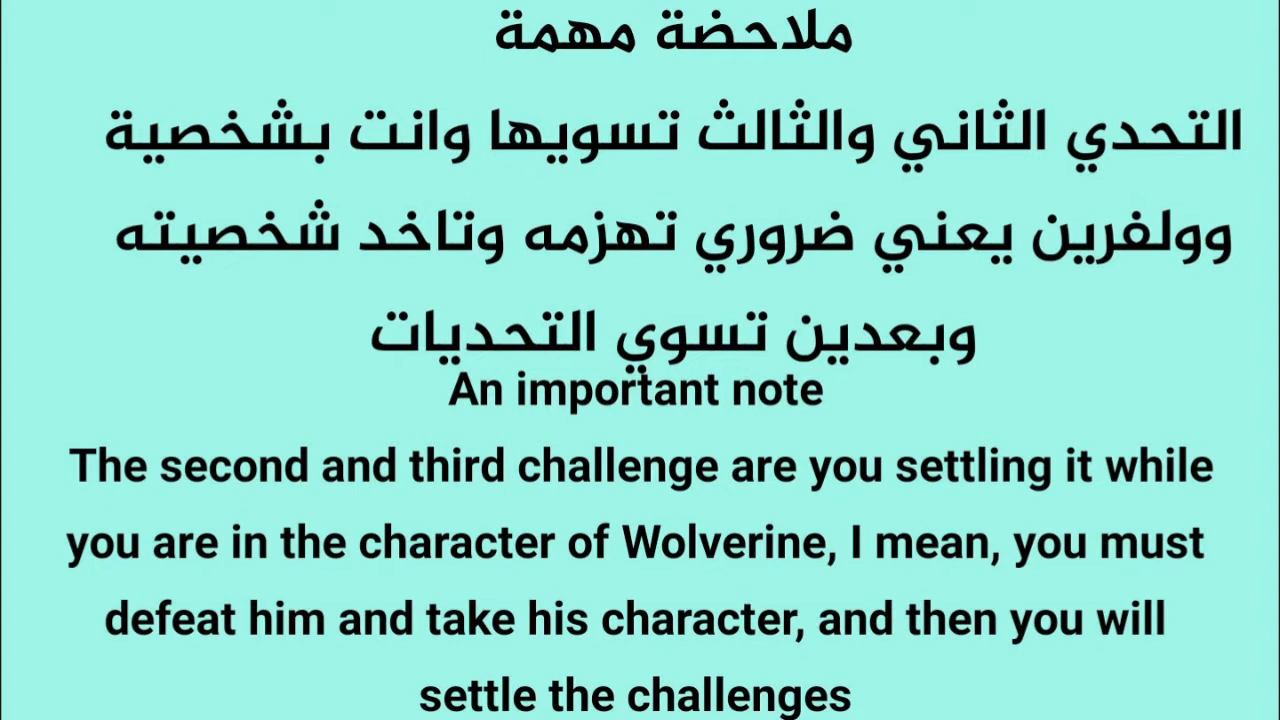 ملاحضة مهمة
التحدي الثاني والثالث تسويها وانت بشخصية
وولفرين يعني ضروري تهزمه وتاخد شخصيته
وبعدين تسوي التحديات
An important note
The second and third challenge are you settling it while
you are in the character of Wolverine, I mean, you must
defeat him and take his character, and then you will
settle the challenges